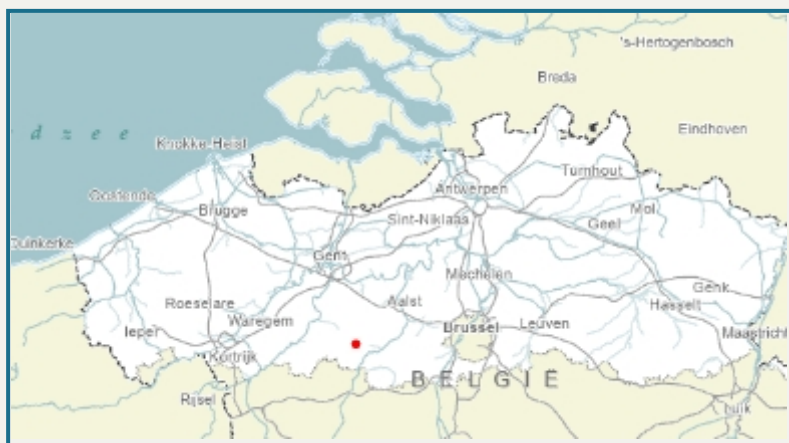 's-Hertogenbosch
Breda
d z e e
Eindhoven
Knokke-Heist
Turnhout
Antwerpen
Oostende
Mol
Brugge
Sint-Niklaas
Geel
Duinkerke
Gent
Mechelen
Genk
Roeselare
Aalst
Hasselt
Waregem
Brussel
Leuven
Ieper
Maastricht
Kortrijk
BELGIË
Rijsel
Luik